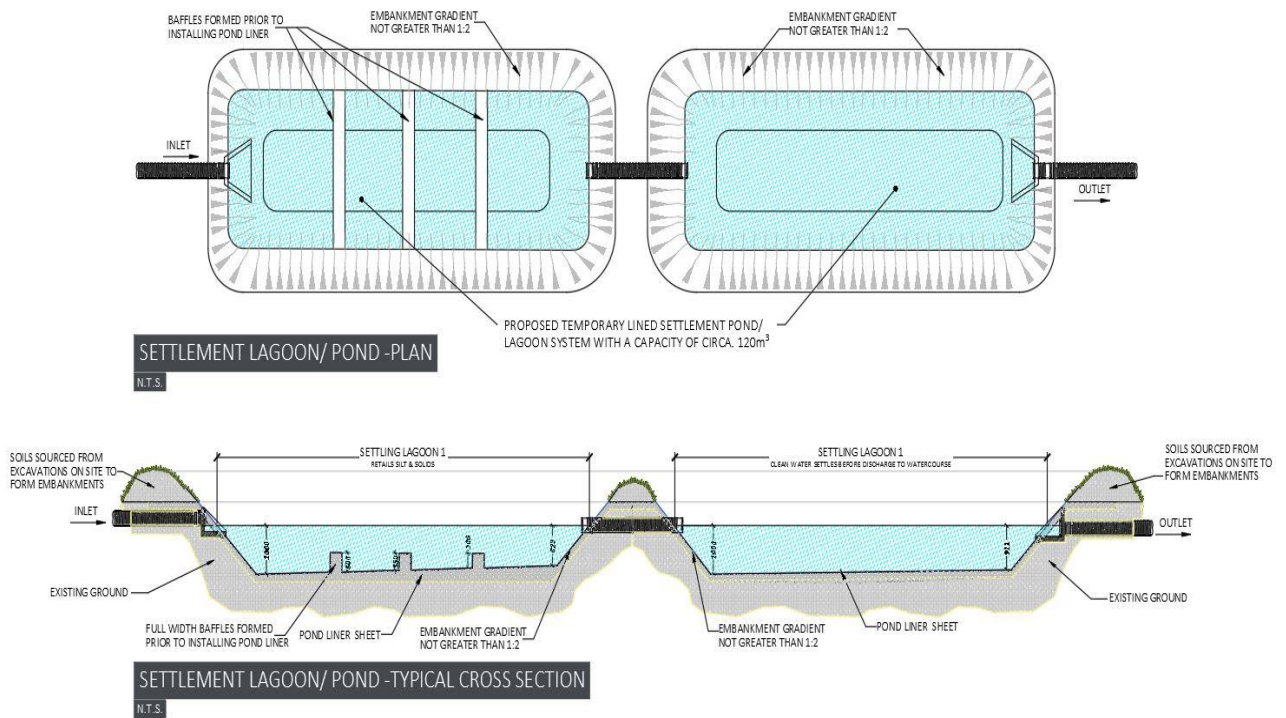 BAFFLES FORMED PRIOR TO
INSTALLING POND LINER
EMBANKMENT GRADIENT
NOT GREATER THAN 1:2
EMBANKMENT GRADIENT
NOT GREATER THAN 1:2
INLET
OUTLET
PROPOSED TEMPORARY LINED SETTLEMENT POND/
LAGOON SYSTEM WITH A CAPACITY OF CIRCA. 120m³
SETTLEMENT LAGOON/ POND -PLAN
N.T.S.
SOILS SOURCED FROM
EXCAVATIONS ON SITE TO
FORM EMBANKMENTS
SETTLING LAGOON 1
RETAILS SILT & SOLIDS
SETTLING LAGOON 1
CLEAN WATER SETTLES BEFORE DISCHARGE TO WATERCOURSE
SOILS SOURCED FROM
EXCAVATIONS ON SITE TO
FORM EMBANKMENTS
INLET
OUTLET
1000
1000
EXISTING GROUND
EXISTING GROUND
FULL WIDTH BAFFLES FORMED
PRIOR TO INSTALLING POND LINER
POND LINER SHEET
EMBANKMENT GRADIENT
NOT GREATER THAN 1:2
EMBANKMENT GRADIENT
NOT GREATER THAN 1:2
POND LINER SHEET
SETTLEMENT LAGOON/ POND -TYPICAL CROSS SECTION
N.T.S.